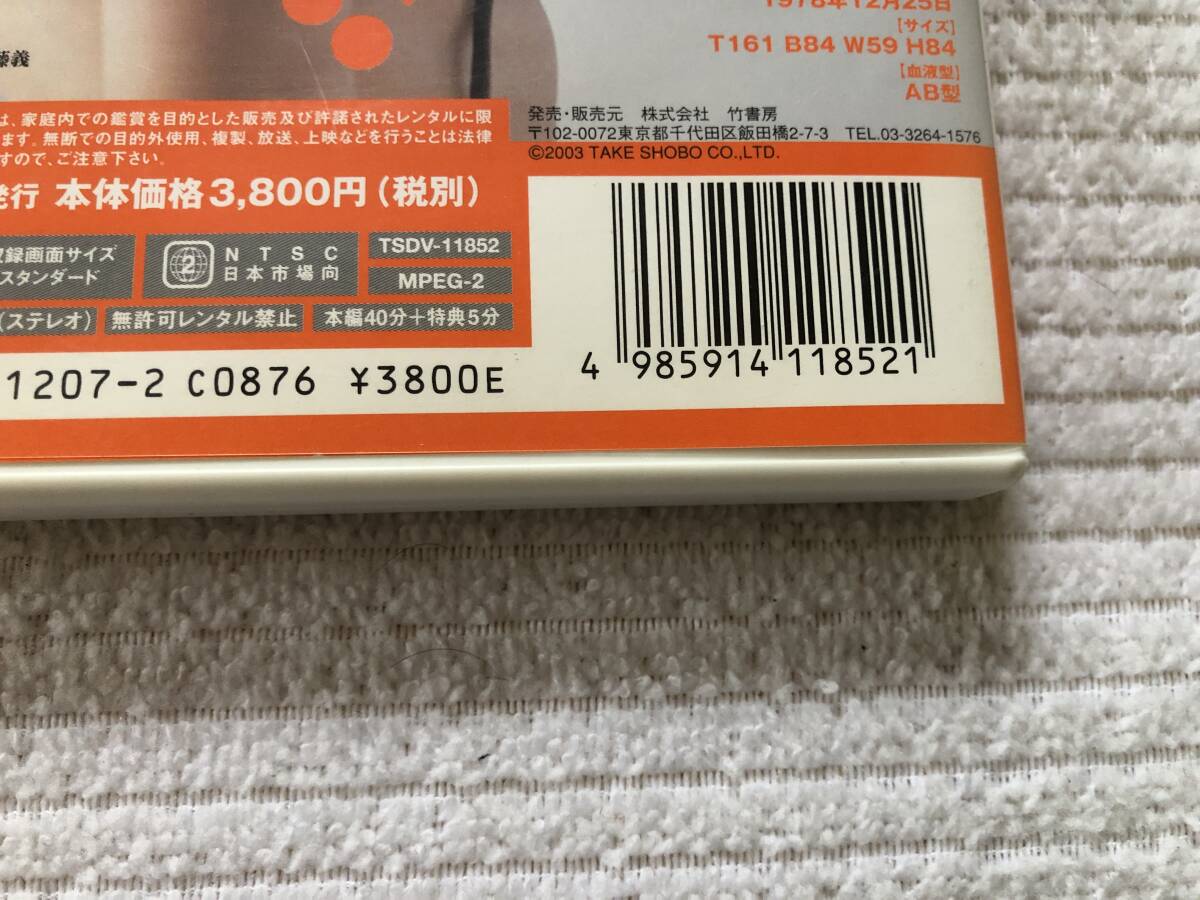 1978年12月25日
[サイズ]
T161 B84 W59 H84
[血液型]
AB型
藤義
発売・販売元 株式会社 竹書房
〒102-0072東京都千代田区飯田橋2-7-3 TEL.03-3264-1576
©2003 TAKE SHOBO CO.,LTD.
は、家庭内での鑑賞を目的とした販売及び許諾されたレンタルに限
ます。無断での目的外使用、複製、放送、上映などを行うことは法律
すので、ご注意下さい。
発行 本体価格3,800円(税別)
収録画面サイズ
スタンダード
2
NTSC
日本市場向
TSDV-11852
MPEG-2
(ステレオ)
無許可レンタル禁止
本編40分+特典5分
1207-2 C0876 ¥3800E
4 985914 118521